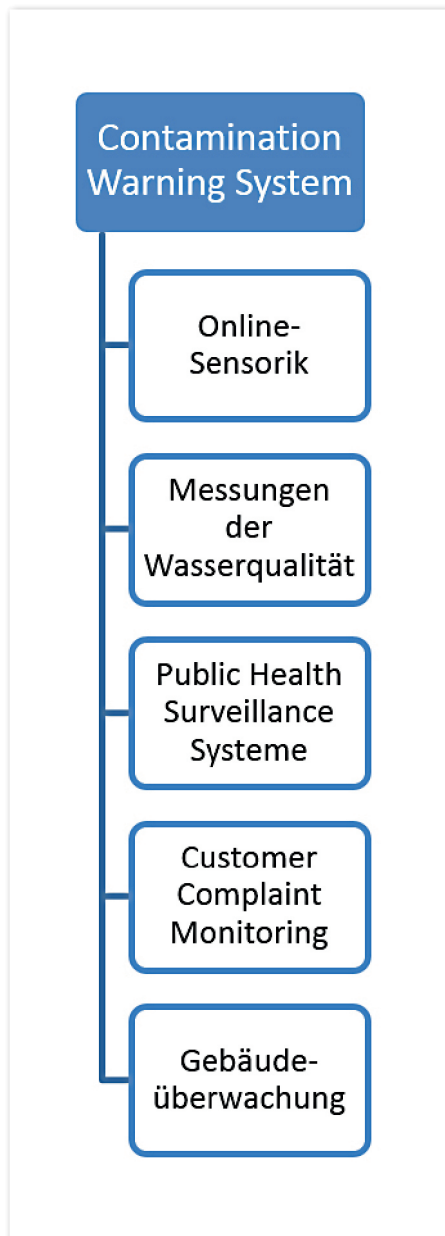 Contamination
Warning System
Online-
Sensorik
Messungen
der
Wasserqualität
Public Health
Surveillance
Systeme
Customer
Complaint
Monitoring
Gebäude-
überwachung